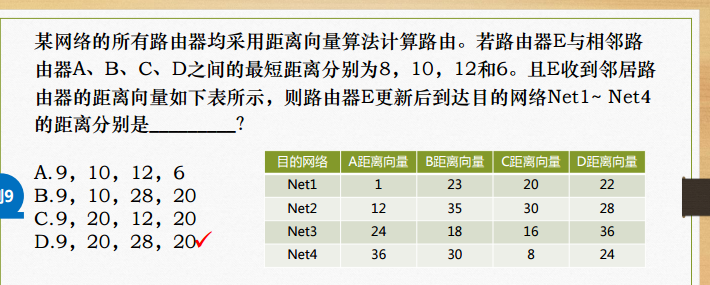 某网络的所有路由器均采用距离向量算法计算路由。若路由器E与相邻路
由器A、B、C、D之间的最短距离分别为8，10，12和6。且E收到邻居路
由器的距离向量如下表所示，则路由器E更新后到达目的网络Net1~ Net4
的距离分别是_________？
A.9，10，12，6
B.9，10，28，20
C.9，20，12，20
D.9，20，28，20
目的网络 A距离向量 B距离向量 C距离向量 D距离向量
Net1 1 23 20 22
Net2 12 35 30 28
Net3 24 18 16 36
Net4 36 30 8 24